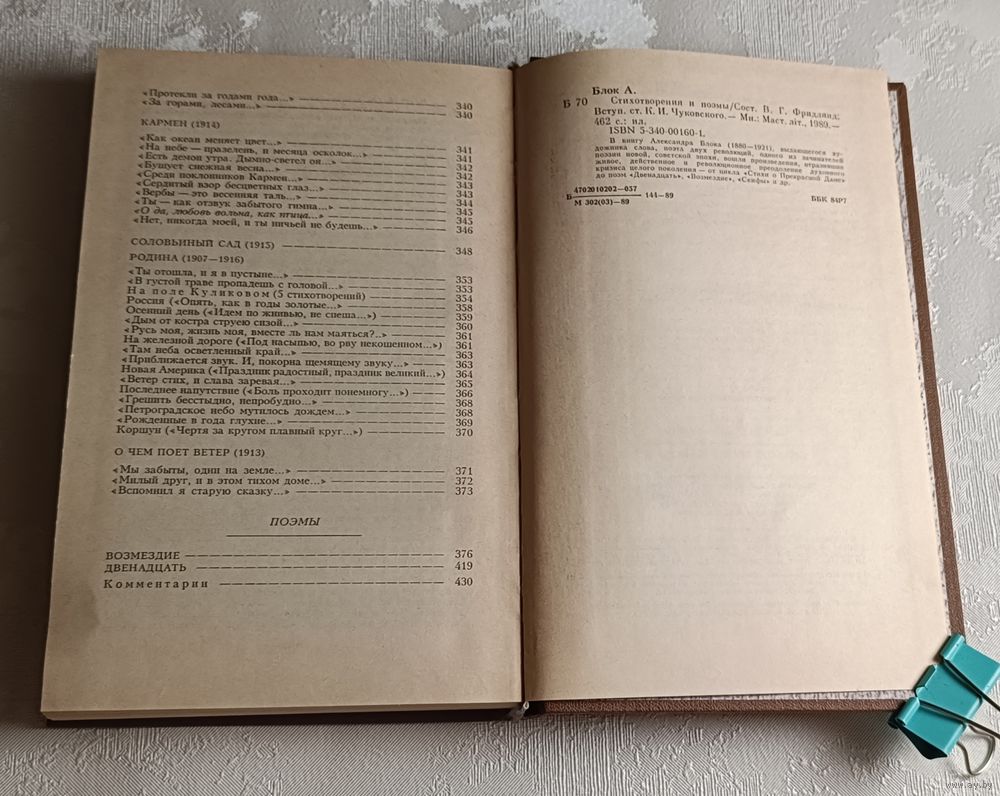 «Протекли за годами года...» 340
«За горами, лесами...» 340
КАРМЕН (1914)
«Как океан меняет цвет...» 341
«На небе — празелень, и месяца осколок...» 341
«Есть демон утра. Дымно-светел он...» 342
«Бушует снежная весна...» 342
«Среди поклонников Кармен...» 343
«Сердитый взор бесцветных глаз...» 343
«Вербы — это весенняя таль...» 344
«Ты — как отзвук забытого гимна... 345
«О да, любовь вольна, как птица... 345
«Нет, никогда моей, и ты ничьей не будешь...» 346
СОЛОВЬИНЫЙ САД (1915) 348
РОДИНА (1907—1916)
«Ты отошла, и я в пустыне...» 353
«В густой траве пропадешь с головой...» 353
На поле Куликовом (5 стихотворений) 354
Россия («Опять, как в годы золотые... 358
Осенний день («Идем по жнивью, не спеша...») 359
«Дым от костра струею сизой...» 360
«Русь моя, жизнь моя, вместе ль нам маяться?..» 361
На железной дороге («Под насыпью, во рву некошенном...») 361
«Там неба осветленный край...» 363
«Приближается звук. И, покорна щемящему звуку...» 363
Новая Америка («Праздник радостный, праздник великий...») 364
«Ветер стих, и слава заревая...» 365
Последнее напутствие («Боль проходит понемногу...») 366
«Грешить бесстыдно, непробудно...» 368
«Петроградское небо мутилось дождем...» 368
«Рожденные в года глухие...» 369
Коршун («Чертя за кругом плавный круг...») 370
О ЧЕМ ПОЕТ ВЕТЕР (1913)
«Мы забыты, одни на земле...» 371
«Милый друг, и в этом тихом доме...» 372
«Вспомнил я старую сказку...» 373
ПОЭМЫ
ВОЗМЕЗДИЕ 376
ДВЕНАДЦАТЬ 419
Комментарии 430
Блок А.
Б 70 Стихотворения и поэмы/Сост. В. Г. Фридлянд;
Вступ. ст. К. И. Чуковского.— Мн.: Маст. літ., 1989.—
462 с.: ил.
ISBN 5-340-00160-1.
В книгу Александра Блока (1880—1921), выдающегося ху-
дожника слова, поэта двух революций, одного из зачинателей
поэзии новой, советской эпохи, вошли произведения, отразившие
живое, действенное и революционное преодоление духовного
кризиса целого поколения — от цикла «Стихи о Прекрасной Даме»
до поэм «Двенадцать», «Возмездие», «Скифы» и др.
4702010202—037
Б 144—89
М 302(03)—89
ББК 84Р7
www.ay.by